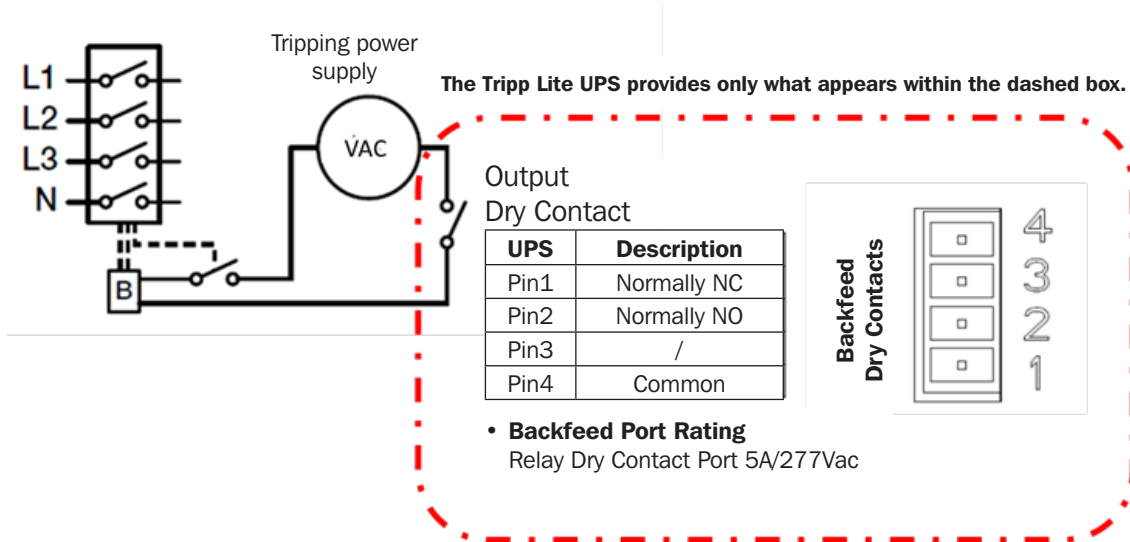 Tripping power
supply
The Tripp Lite UPS provides only what appears within the dashed box.
L1
L2
L3
N
VAC
B
Output
Dry Contact
UPS Description
Pin1 Normally NC
Pin2 Normally NO
Pin3 /
Pin4 Common
Backfeed
Dry Contacts
4
3
2
1
• Backfeed Port Rating
Relay Dry Contact Port 5A/277Vac